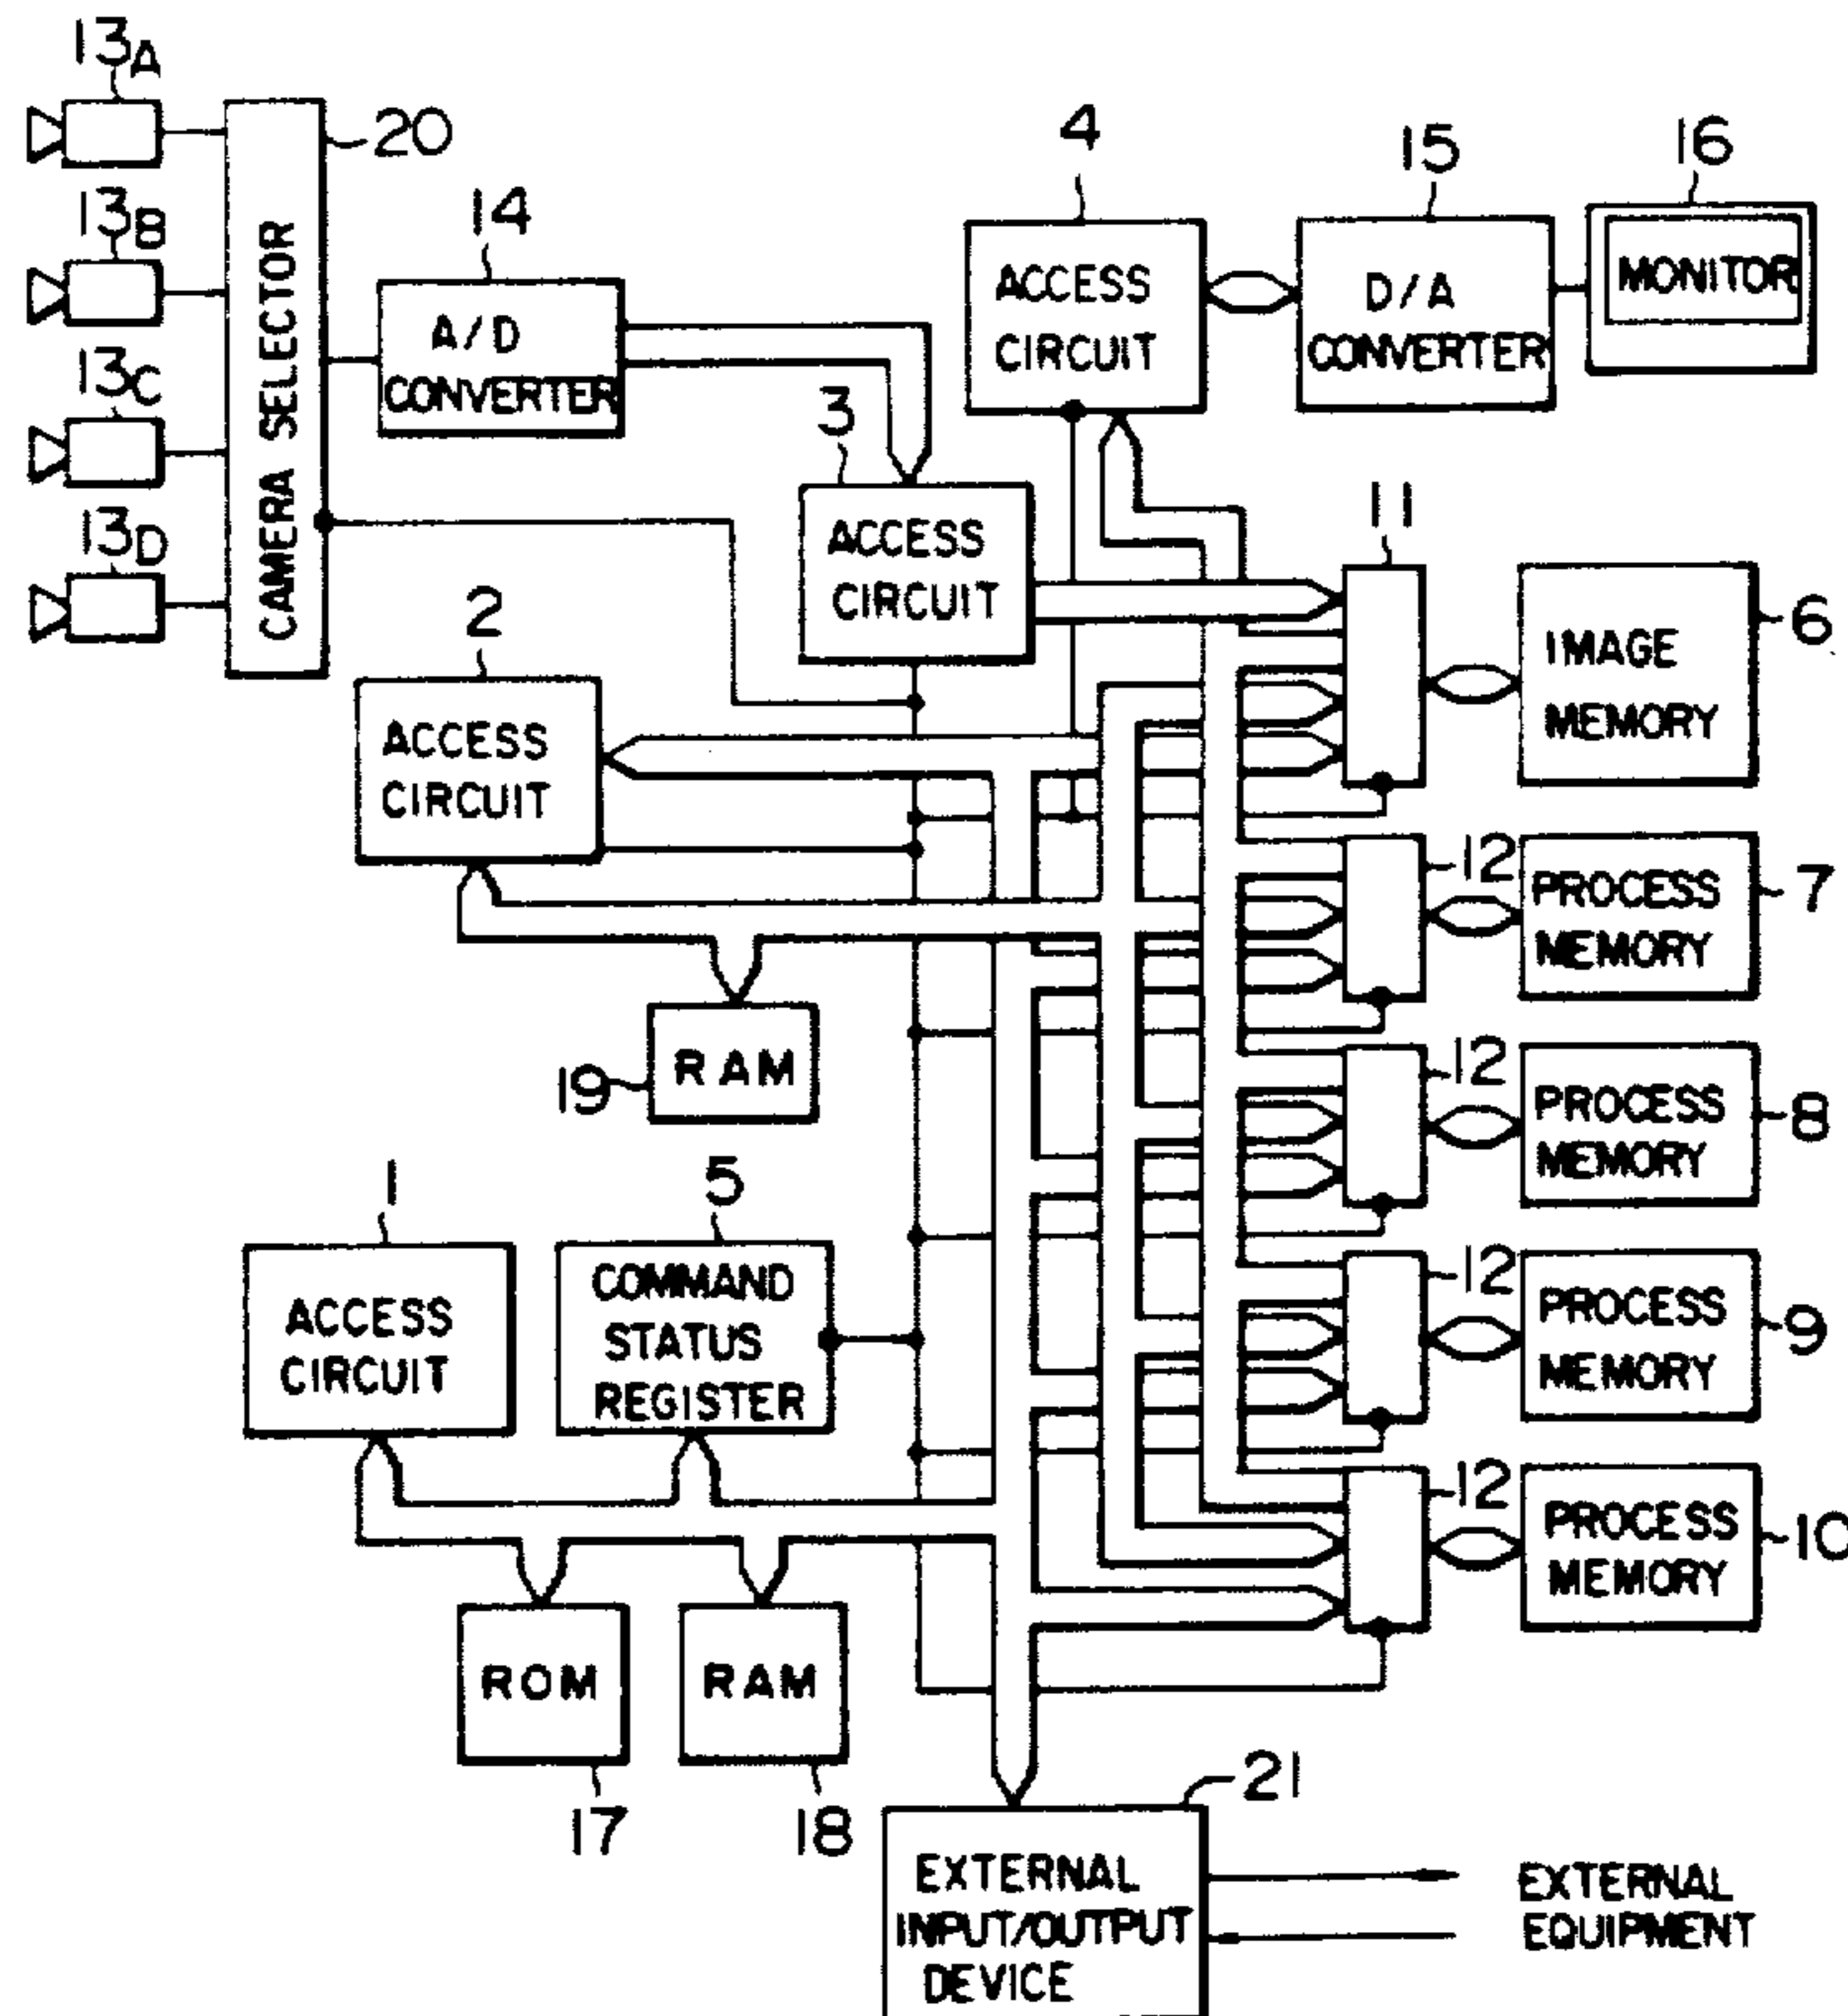 13A
13B
13C
13D
CAMERA SELECTOR
20
14
A/D
CONVERTER
3
ACCESS
CIRCUIT
4
ACCESS
CIRCUIT
15
D/A
CONVERTER
16
MONITOR
11
6
IMAGE
MEMORY
2
ACCESS
CIRCUIT
12
7
PROCESS
MEMORY
19
RAM
12
8
PROCESS
MEMORY
1
ACCESS
CIRCUIT
5
COMMAND
STATUS
REGISTER
12
9
PROCESS
MEMORY
12
10
PROCESS
MEMORY
ROM
17
RAM
18
21
EXTERNAL
INPUT/OUTPUT
DEVICE
EXTERNAL
EQUIPMENT